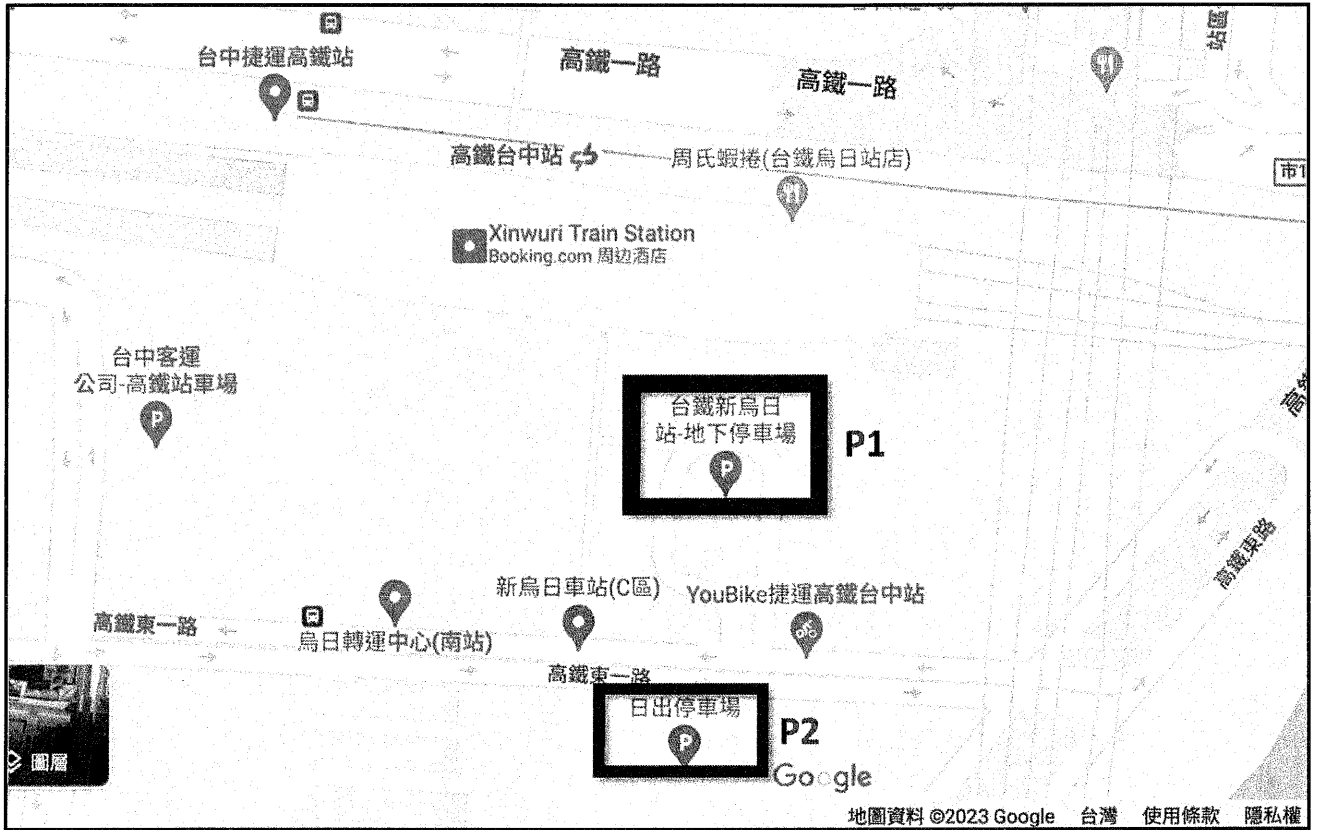 台中捷運高鐵站
高鐵一路
高鐵一路
高鐵台中站
周氏蝦捲(台鐵烏日站店)
Xinwuri Train Station
Booking.com 周边酒店
台中客運
公司-高鐵站車場
台鐵新烏日
站-地下停車場
P
P1
P
新烏日車站(C區)
YouBike捷運高鐵台中站
高鐵東一路
烏日轉運中心(南站)
高鐵東路
高鐵東一路
日出停車場
P
P2
圖層
Google
地圖資料 ©2023 Google 台灣 使用條款 隱私權